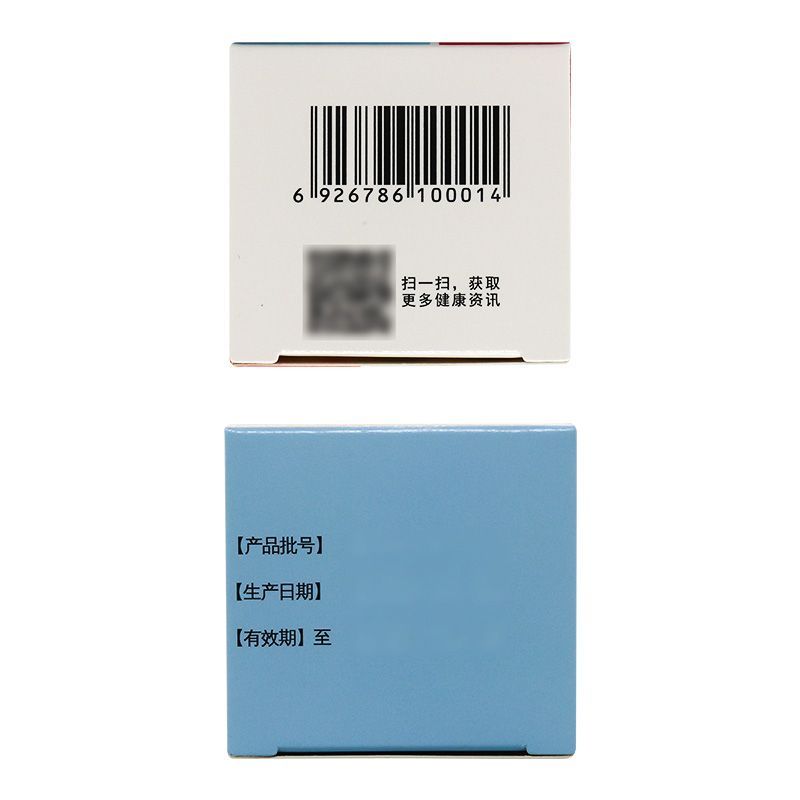 6 926786 100014
扫一扫，获取
更多健康资讯
【产品批号】
【生产日期】
【有效期】至